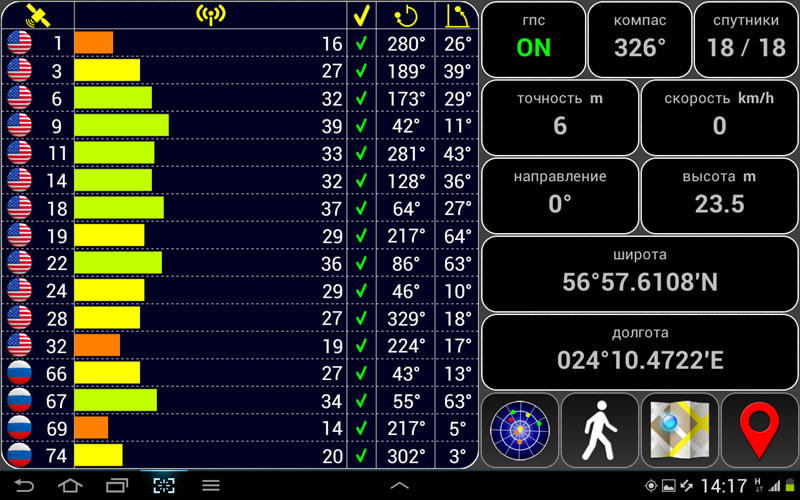 1 16 280° 26°
3 27 189° 39°
6 32 173° 29°
9 39 42° 11°
11 33 281° 43°
14 32 128° 36°
18 37 64° 27°
19 29 217° 64°
22 36 86° 63°
24 29 46° 10°
28 27 329° 18°
32 19 224° 17°
66 27 43° 13°
67 34 55° 63°
69 14 217° 5°
74 20 302° 3°
гпс
ON
компас
326°
спутники
18 / 18
точность m
6
скорость km/h
0
направление
0°
высота m
23.5
широта
56°57.6108'N
долгота
024°10.4722'E
14:17 H